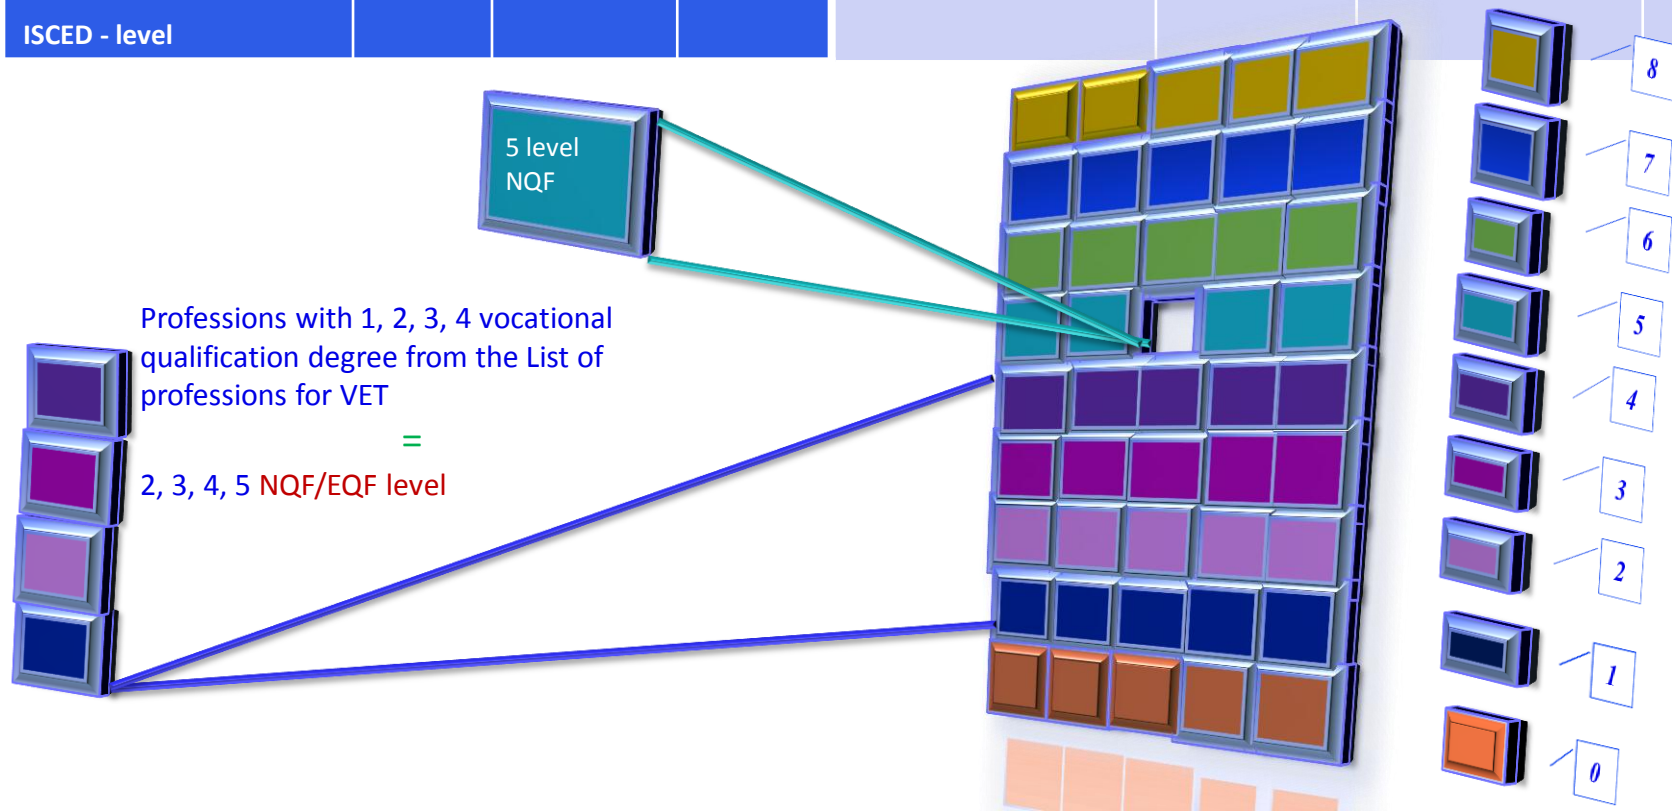 ISCED - level
5 level
NQF
Professions with 1, 2, 3, 4 vocational
qualification degree from the List of
professions for VET
=
2, 3, 4, 5 NQF/EQF level
8
7
6
5
4
3
2
1
0